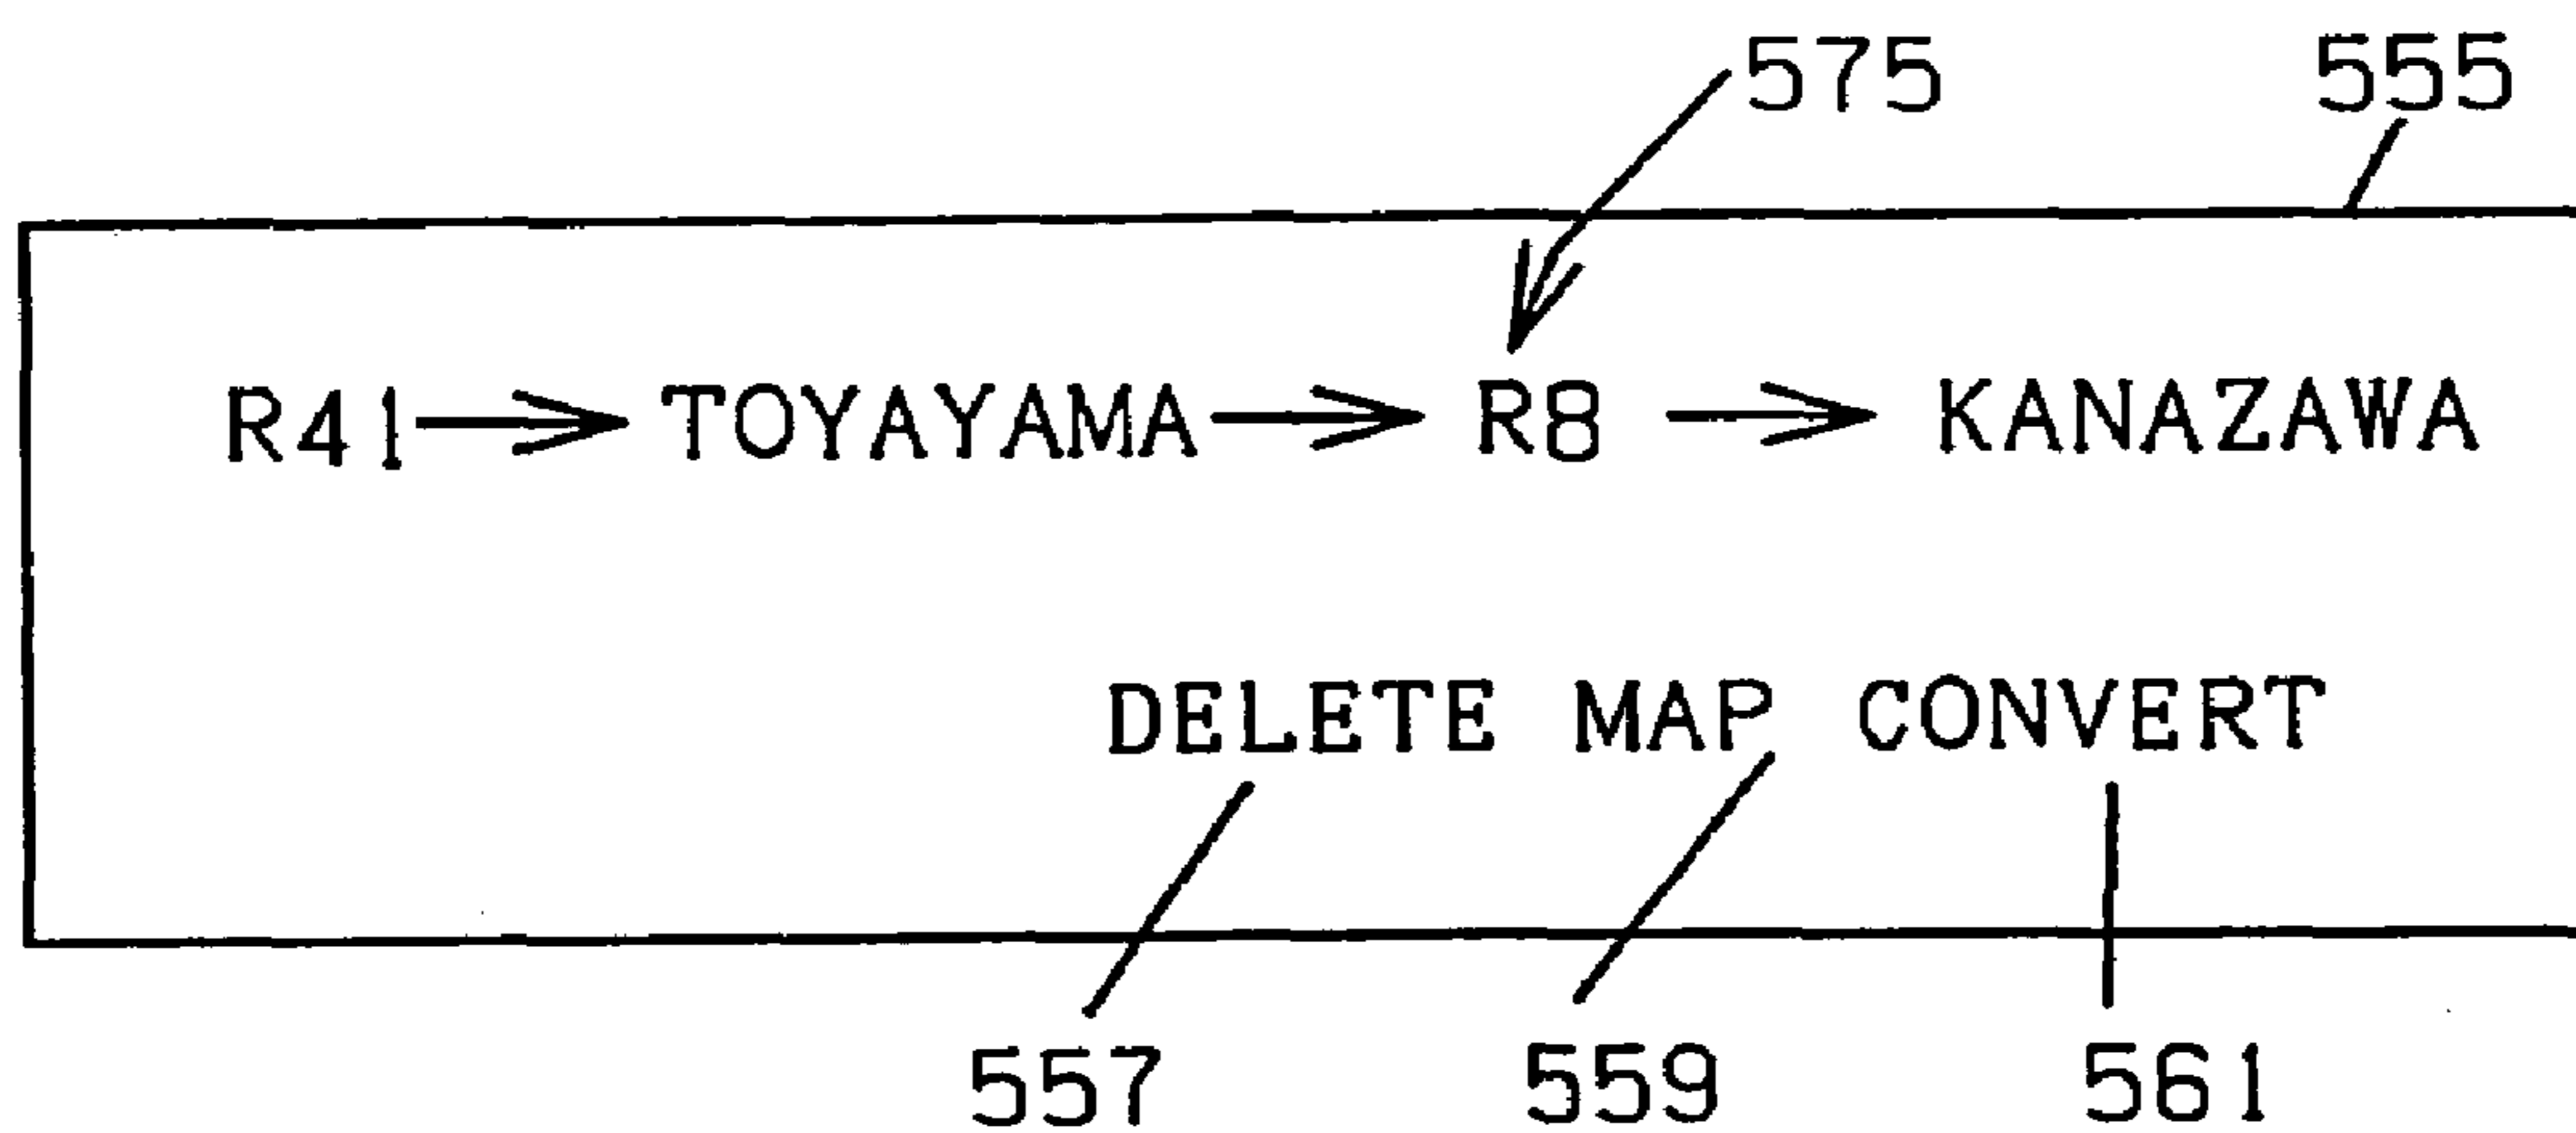 575 555
R41 → TOYAYAMA → R8 → KANAZAWA
DELETE MAP CONVERT
557 559 561